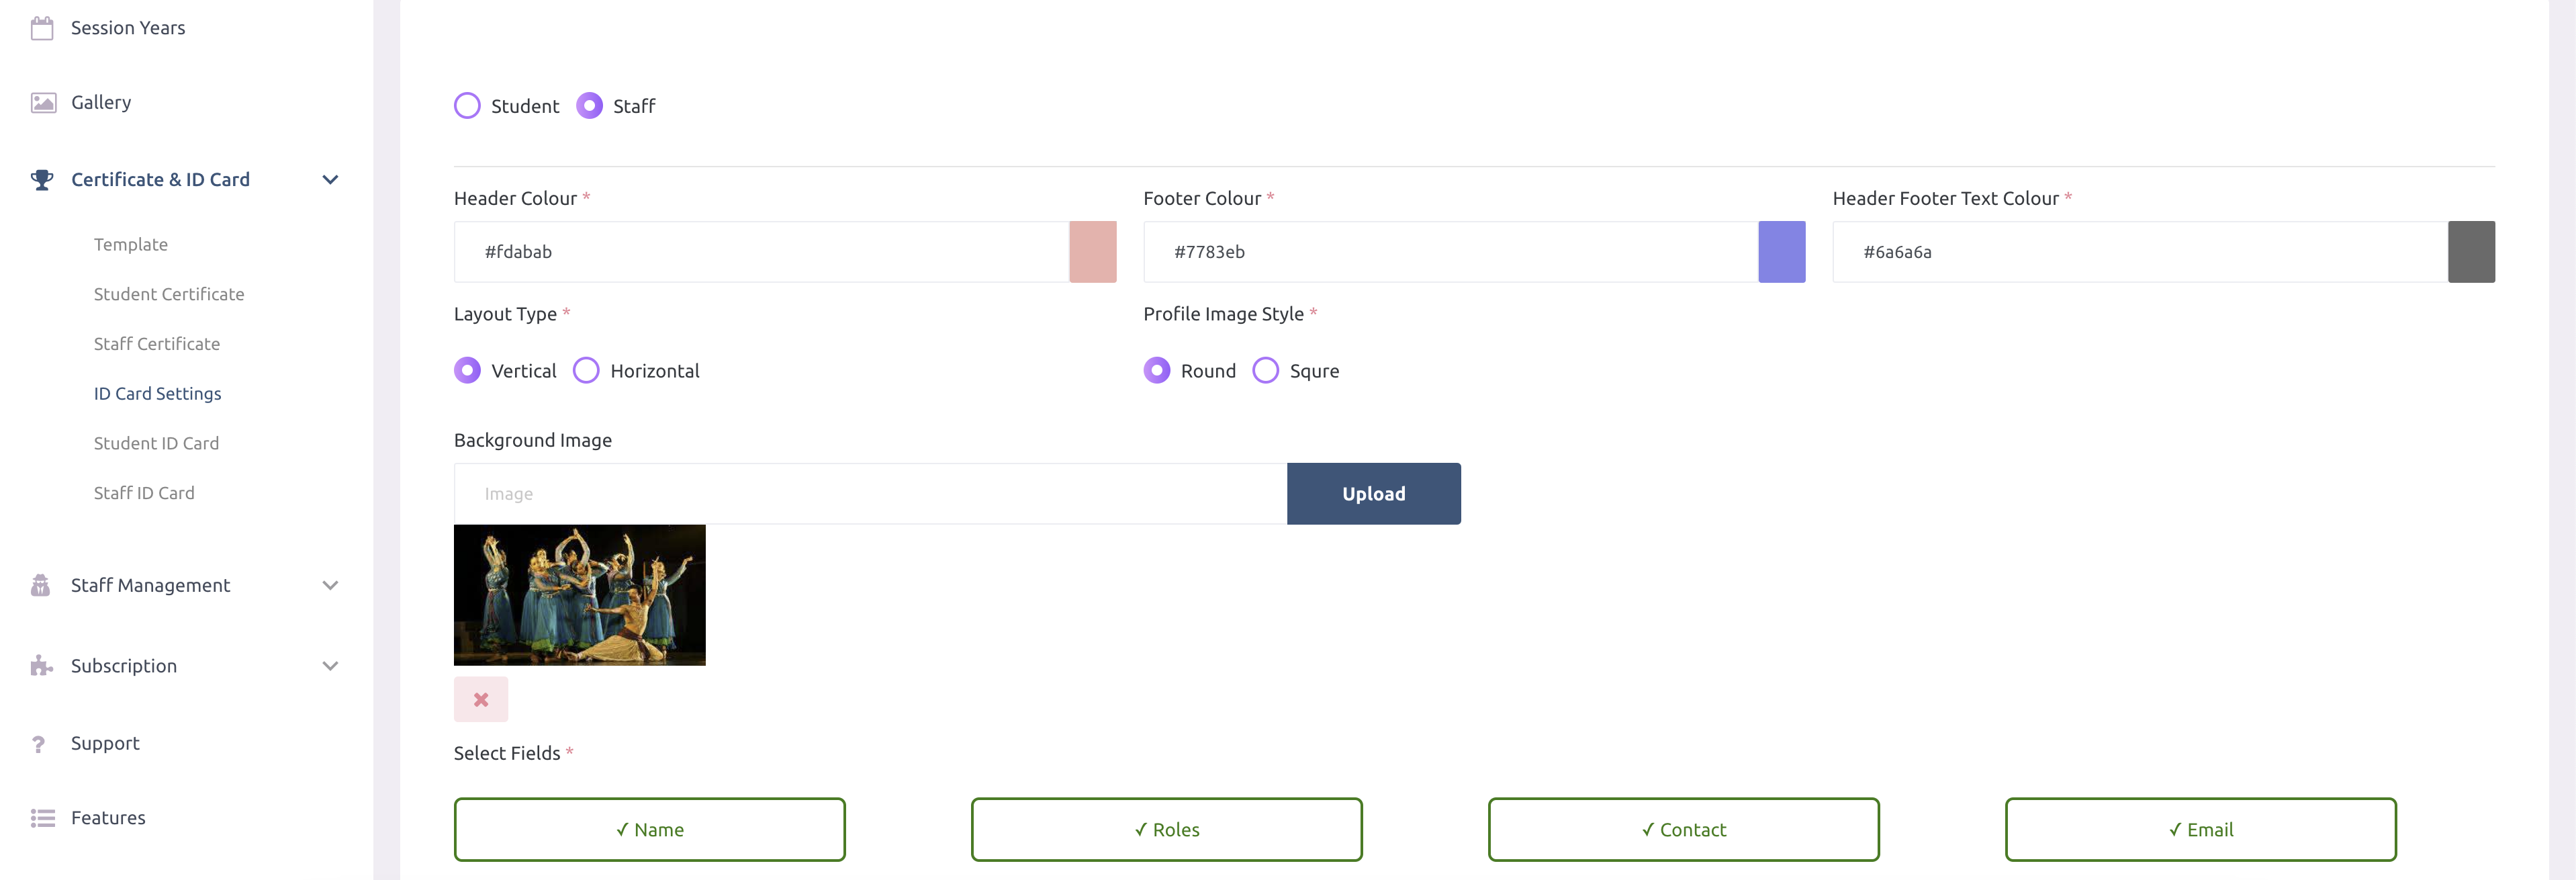 Session Years
Gallery
Certificate & ID Card
Template
Student Certificate
Staff Certificate
ID Card Settings
Student ID Card
Staff ID Card
Staff Management
Subscription
Support
Features
Student Staff
Header Colour * Footer Colour * Header Footer Text Colour *
#fdabab #7783eb #6a6a6a
Layout Type * Profile Image Style *
Vertical Horizontal Round Squre
Background Image
Image Upload
Select Fields *
✓ Name ✓ Roles ✓ Contact ✓ Email